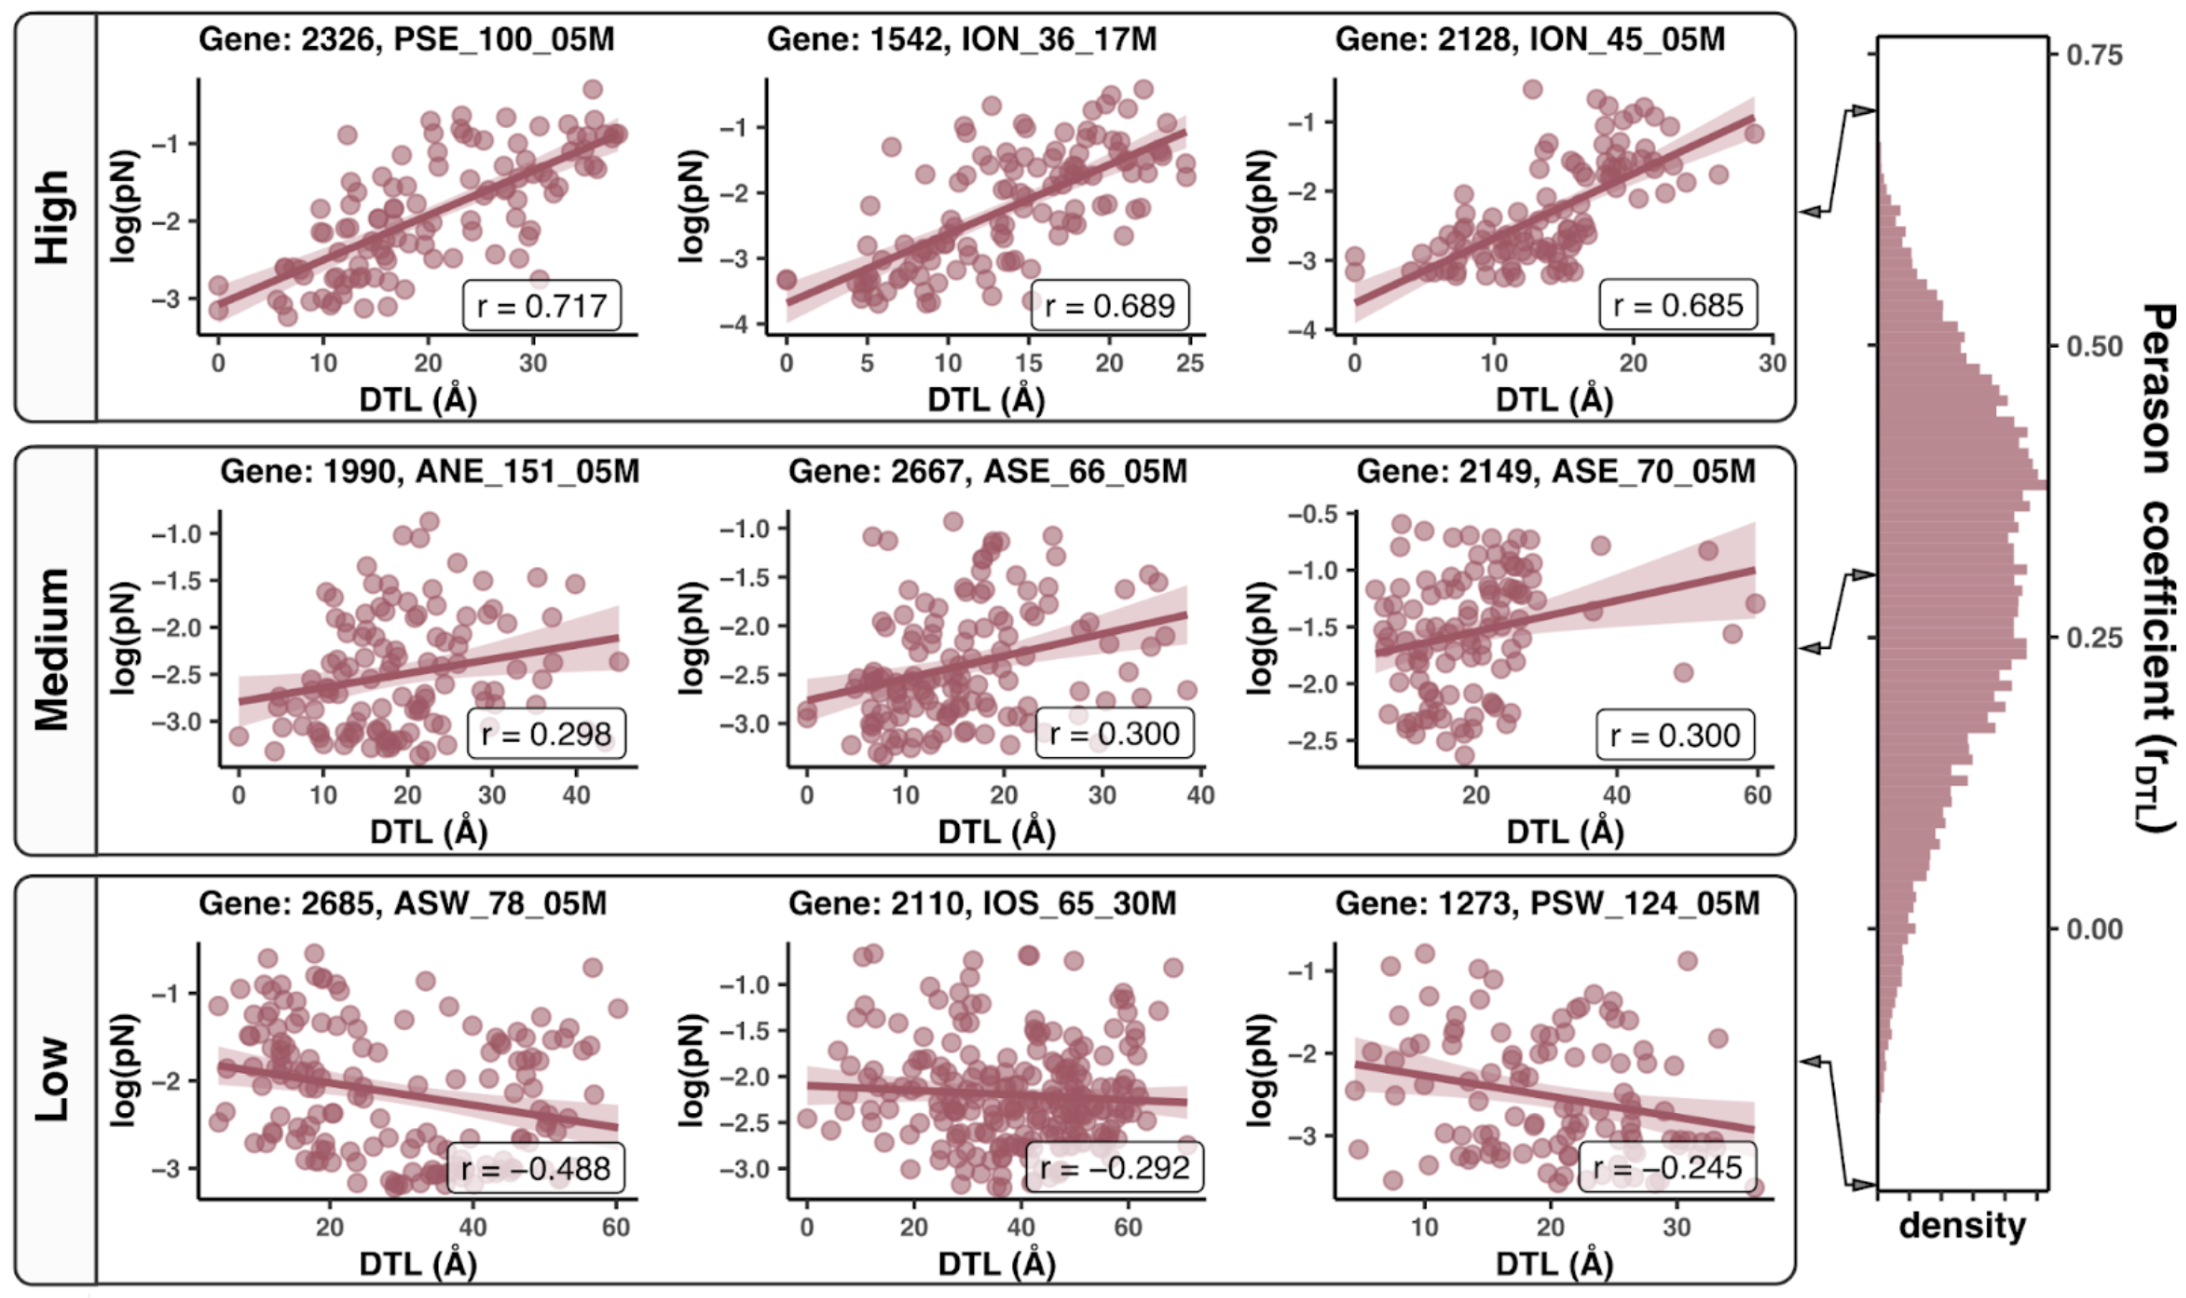 High
Gene: 2326, PSE_100_05M
log(pN)
−1
−2
−3
r = 0.717
0 10 20 30
DTL (Å)
Gene: 1542, ION_36_17M
log(pN)
−1
−2
−3
−4
r = 0.689
0 5 10 15 20 25
DTL (Å)
Gene: 2128, ION_45_05M
log(pN)
−1
−2
−3
−4
r = 0.685
0 10 20 30
DTL (Å)
Medium
Gene: 1990, ANE_151_05M
log(pN)
−1.0
−1.5
−2.0
−2.5
−3.0
r = 0.298
0 10 20 30 40
DTL (Å)
Gene: 2667, ASE_66_05M
log(pN)
−1.0
−1.5
−2.0
−2.5
−3.0
r = 0.300
0 10 20 30 40
DTL (Å)
Gene: 2149, ASE_70_05M
log(pN)
−0.5
−1.0
−1.5
−2.0
−2.5
r = 0.300
20 40 60
DTL (Å)
Low
Gene: 2685, ASW_78_05M
log(pN)
−1
−2
−3
r = −0.488
20 40 60
DTL (Å)
Gene: 2110, IOS_65_30M
log(pN)
−1.0
−1.5
−2.0
−2.5
−3.0
r = −0.292
0 20 40 60
DTL (Å)
Gene: 1273, PSW_124_05M
log(pN)
−1
−2
−3
r = −0.245
10 20 30
DTL (Å)
0.75
0.50
0.25
0.00
Perason coefficient (rDTL)
density